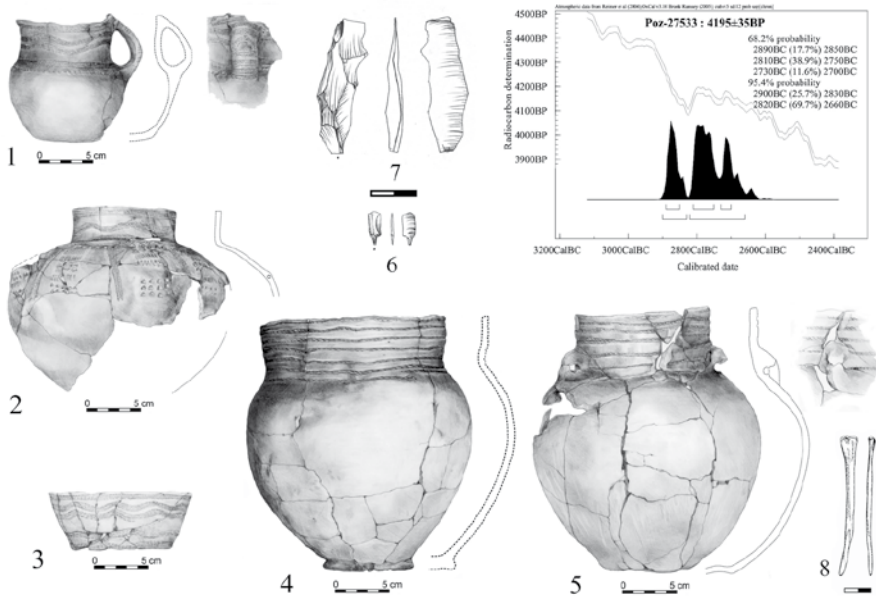 Atmospheric data from Reimer et al (2004);OxCal v3.10 Bronk Ramsey (2005); cub r:5 sd:12 prob usp[chron]
Poz-27533 : 4195±35BP
68.2% probability
2890BC (17.7%) 2850BC
2810BC (38.9%) 2750BC
2730BC (11.6%) 2700BC
95.4% probability
2900BC (25.7%) 2830BC
2820BC (69.7%) 2660BC
Radiocarbon determination
4500BP
4400BP
4300BP
4200BP
4100BP
4000BP
3900BP
3200CalBC
3000CalBC
2800CalBC
2600CalBC
2400CalBC
Calibrated date
1
0 5 cm
7
6
2
0 5 cm
3
0 5 cm
4
0 5 cm
5
0 5 cm
8